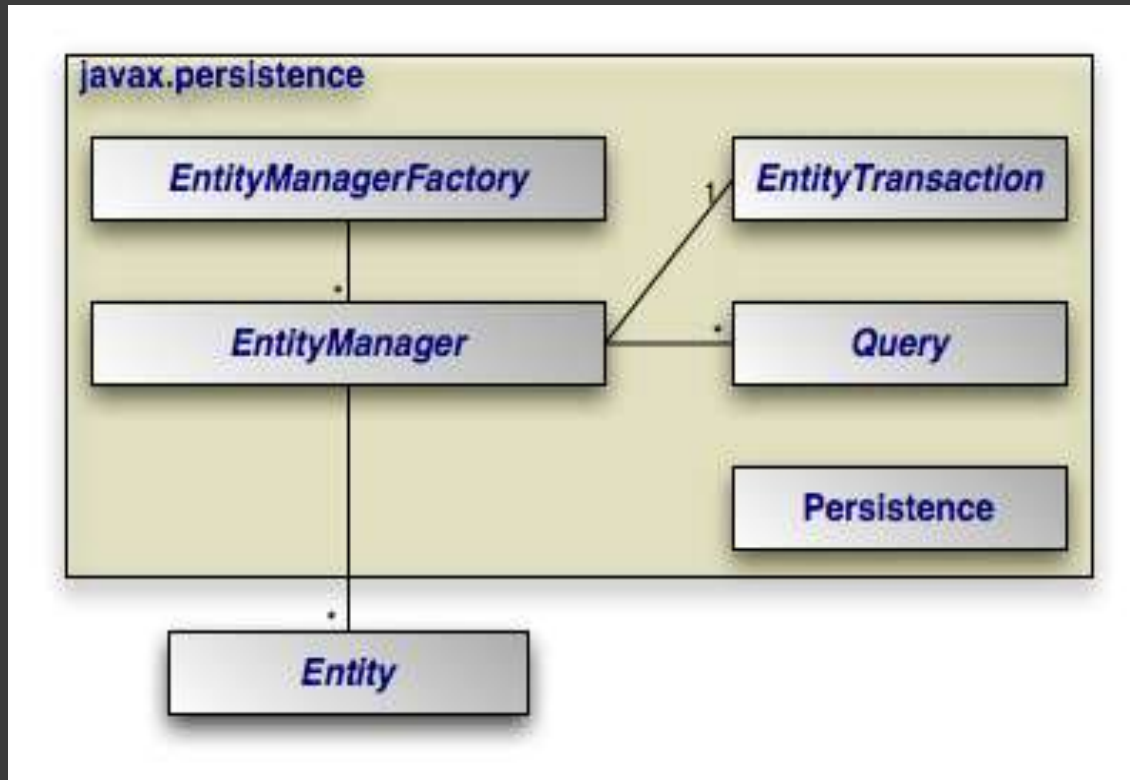 javax.persistence
EntityManagerFactory
1
EntityTransaction
*
EntityManager
*
Query
Persistence
*
Entity